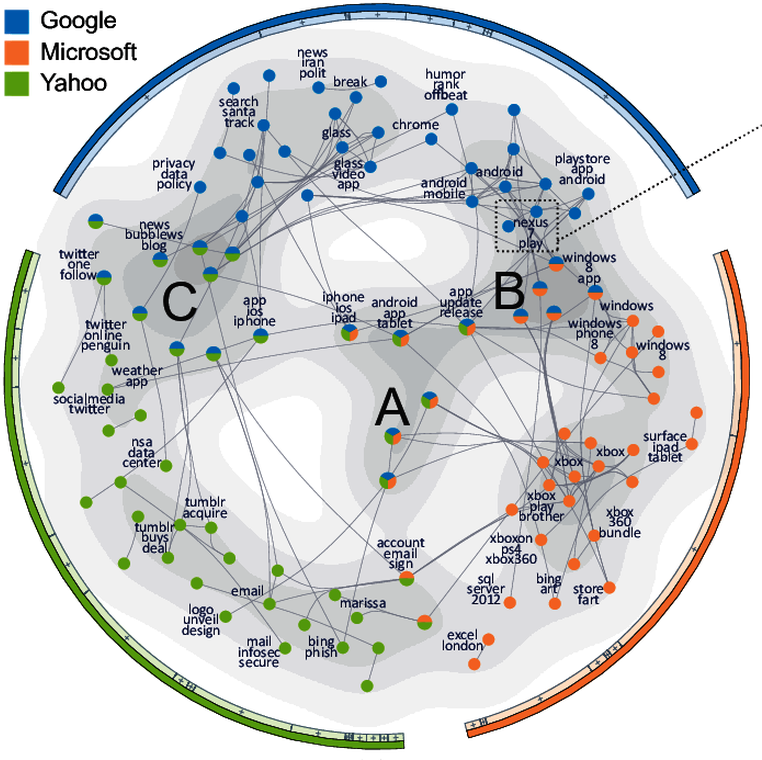 Google
Microsoft
Yahoo
news
iran
polit
break
humor
rank
offbeat
search
santa
track
glass
chrome
glass
video
app
privacy
data
policy
android
playstore
app
android
android
mobile
nexus
7
play
news
bubblews
blog
twitter
one
follow
windows
8
app
B
C
app
ios
iphone
iphone
ios
ipad
android
app
tablet
app
update
release
windows
windows
phone
8
windows
8
twitter
online
penguin
weather
app
socialmedia
twitter
A
nsa
data
center
surface
ipad
tablet
xbox
xbox
xbox
play
brother
xbox
360
bundle
tumblr
acquire
tumblr
buys
deal
account
email
sign
xboxon
ps4
xbox360
sql
server
2012
bing
art
store
fart
email
marissa
logo
unveil
design
mail
infosec
secure
bing
phish
excel
london